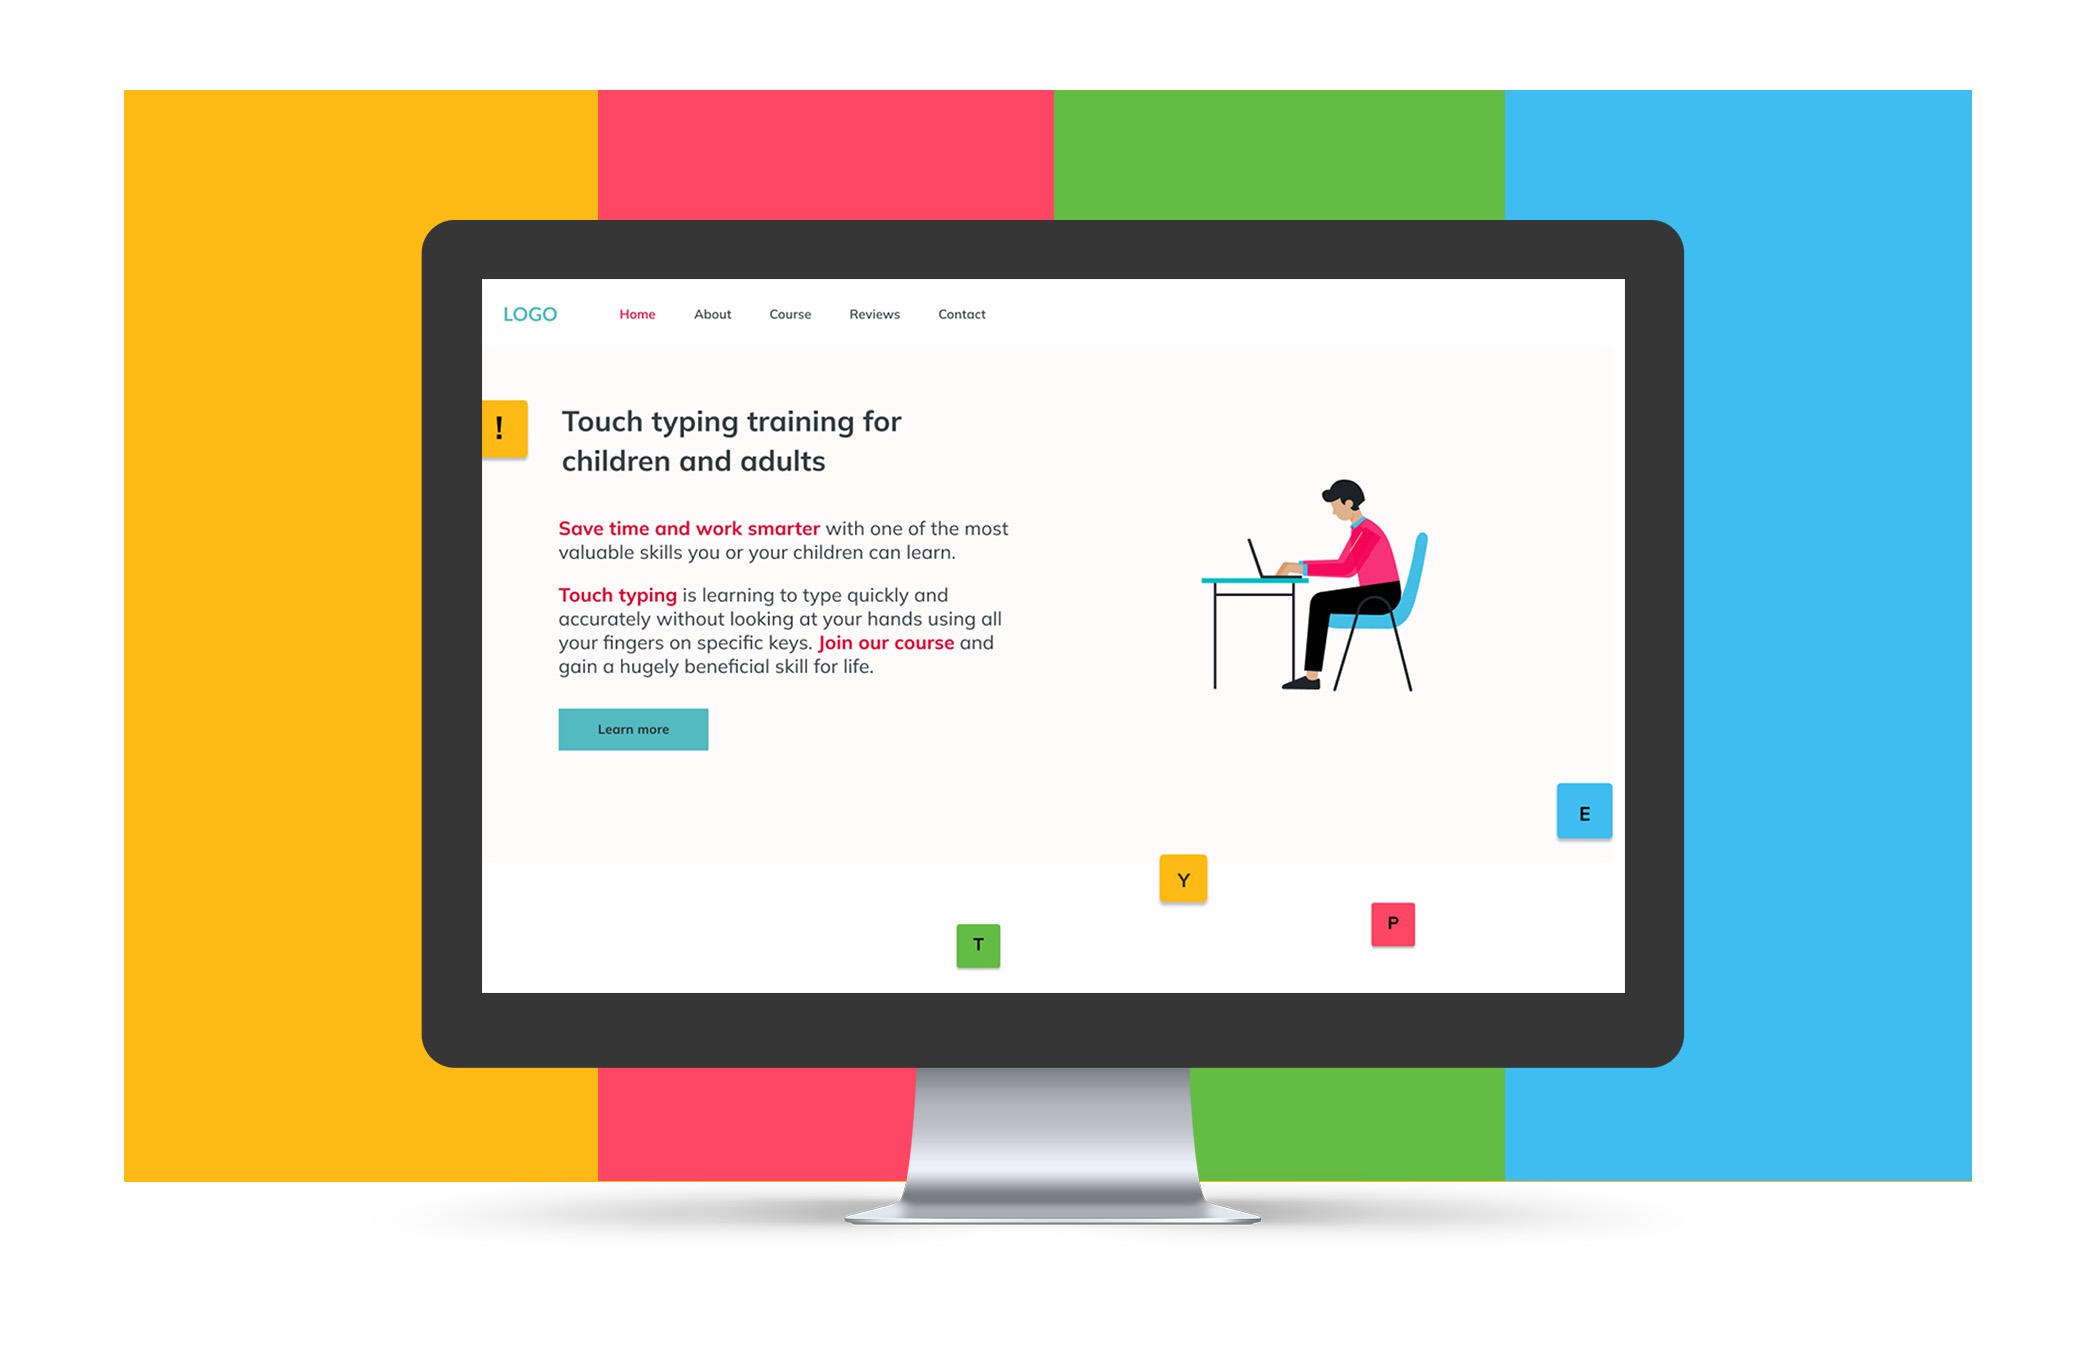 LOGO Home About Course Reviews Contact
!
Touch typing training for
children and adults
Save time and work smarter with one of the most
valuable skills you or your children can learn.
Touch typing is learning to type quickly and
accurately without looking at your hands using all
your fingers on specific keys. Join our course and
gain a hugely beneficial skill for life.
Learn more
T
Y
P
E